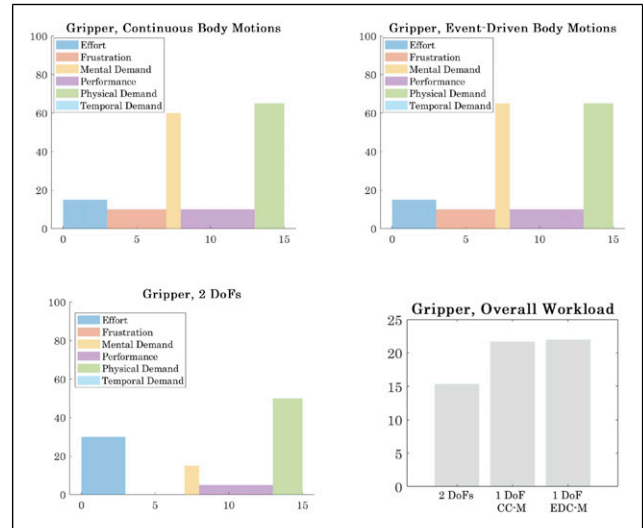 Gripper, Continuous Body Motions
100
80
60
40
20
0
Effort
Frustration
Mental Demand
Performance
Physical Demand
Temporal Demand
0 5 10 15
Gripper, Event-Driven Body Motions
100
80
60
40
20
0
Effort
Frustration
Mental Demand
Performance
Physical Demand
Temporal Demand
0 5 10 15
Gripper, 2 DoFs
100
80
60
40
20
0
Effort
Frustration
Mental Demand
Performance
Physical Demand
Temporal Demand
0 5 10 15
Gripper, Overall Workload
25
20
15
10
5
0
2 DoFs 1 DoF 1 DoF
CC-M EDC-M